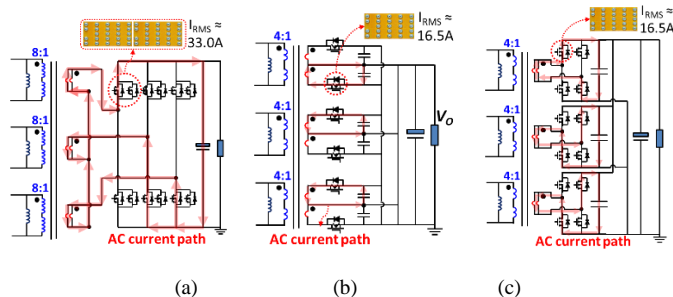 I_RMS ≈
33.0A
8:1
8:1
8:1
AC current path
(a)
I_RMS ≈
16.5A
4:1
4:1
4:1
V_O
AC current path
(b)
I_RMS ≈
16.5A
4:1
4:1
4:1
AC current path
(c)